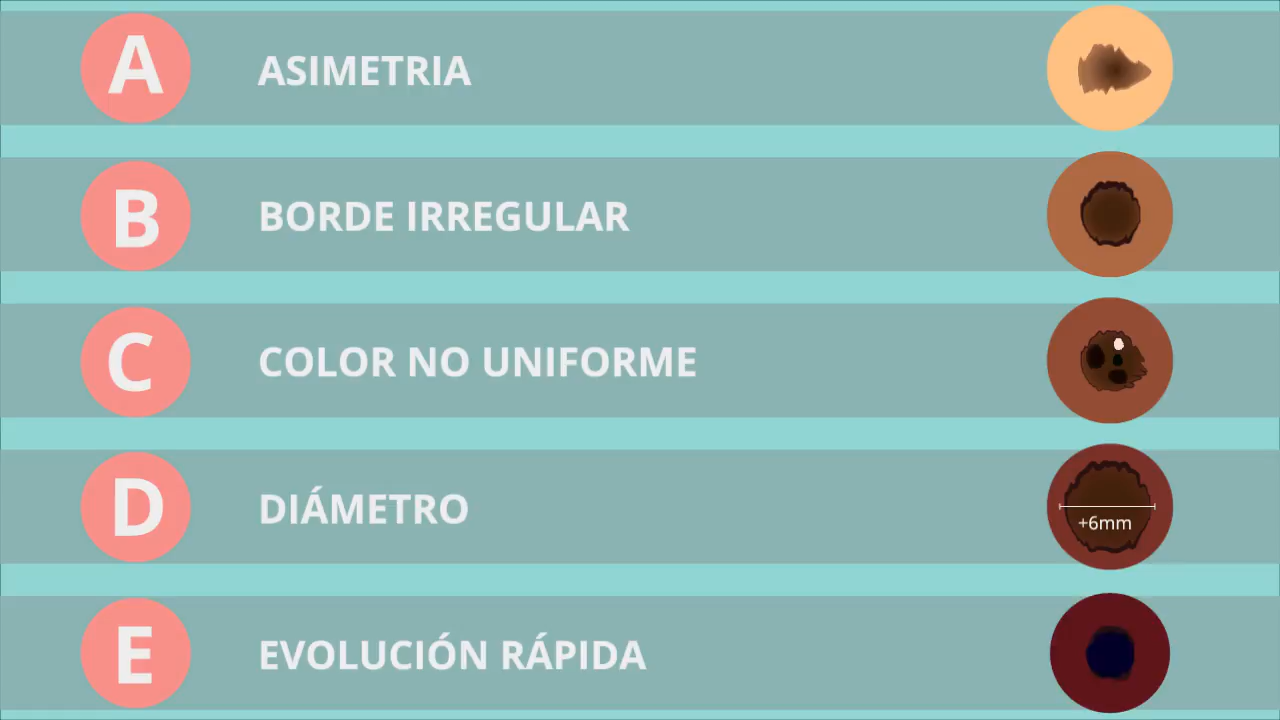 A ASIMETRIA
B BORDE IRREGULAR
C COLOR NO UNIFORME
D DIÁMETRO
+6mm
E EVOLUCIÓN RÁPIDA